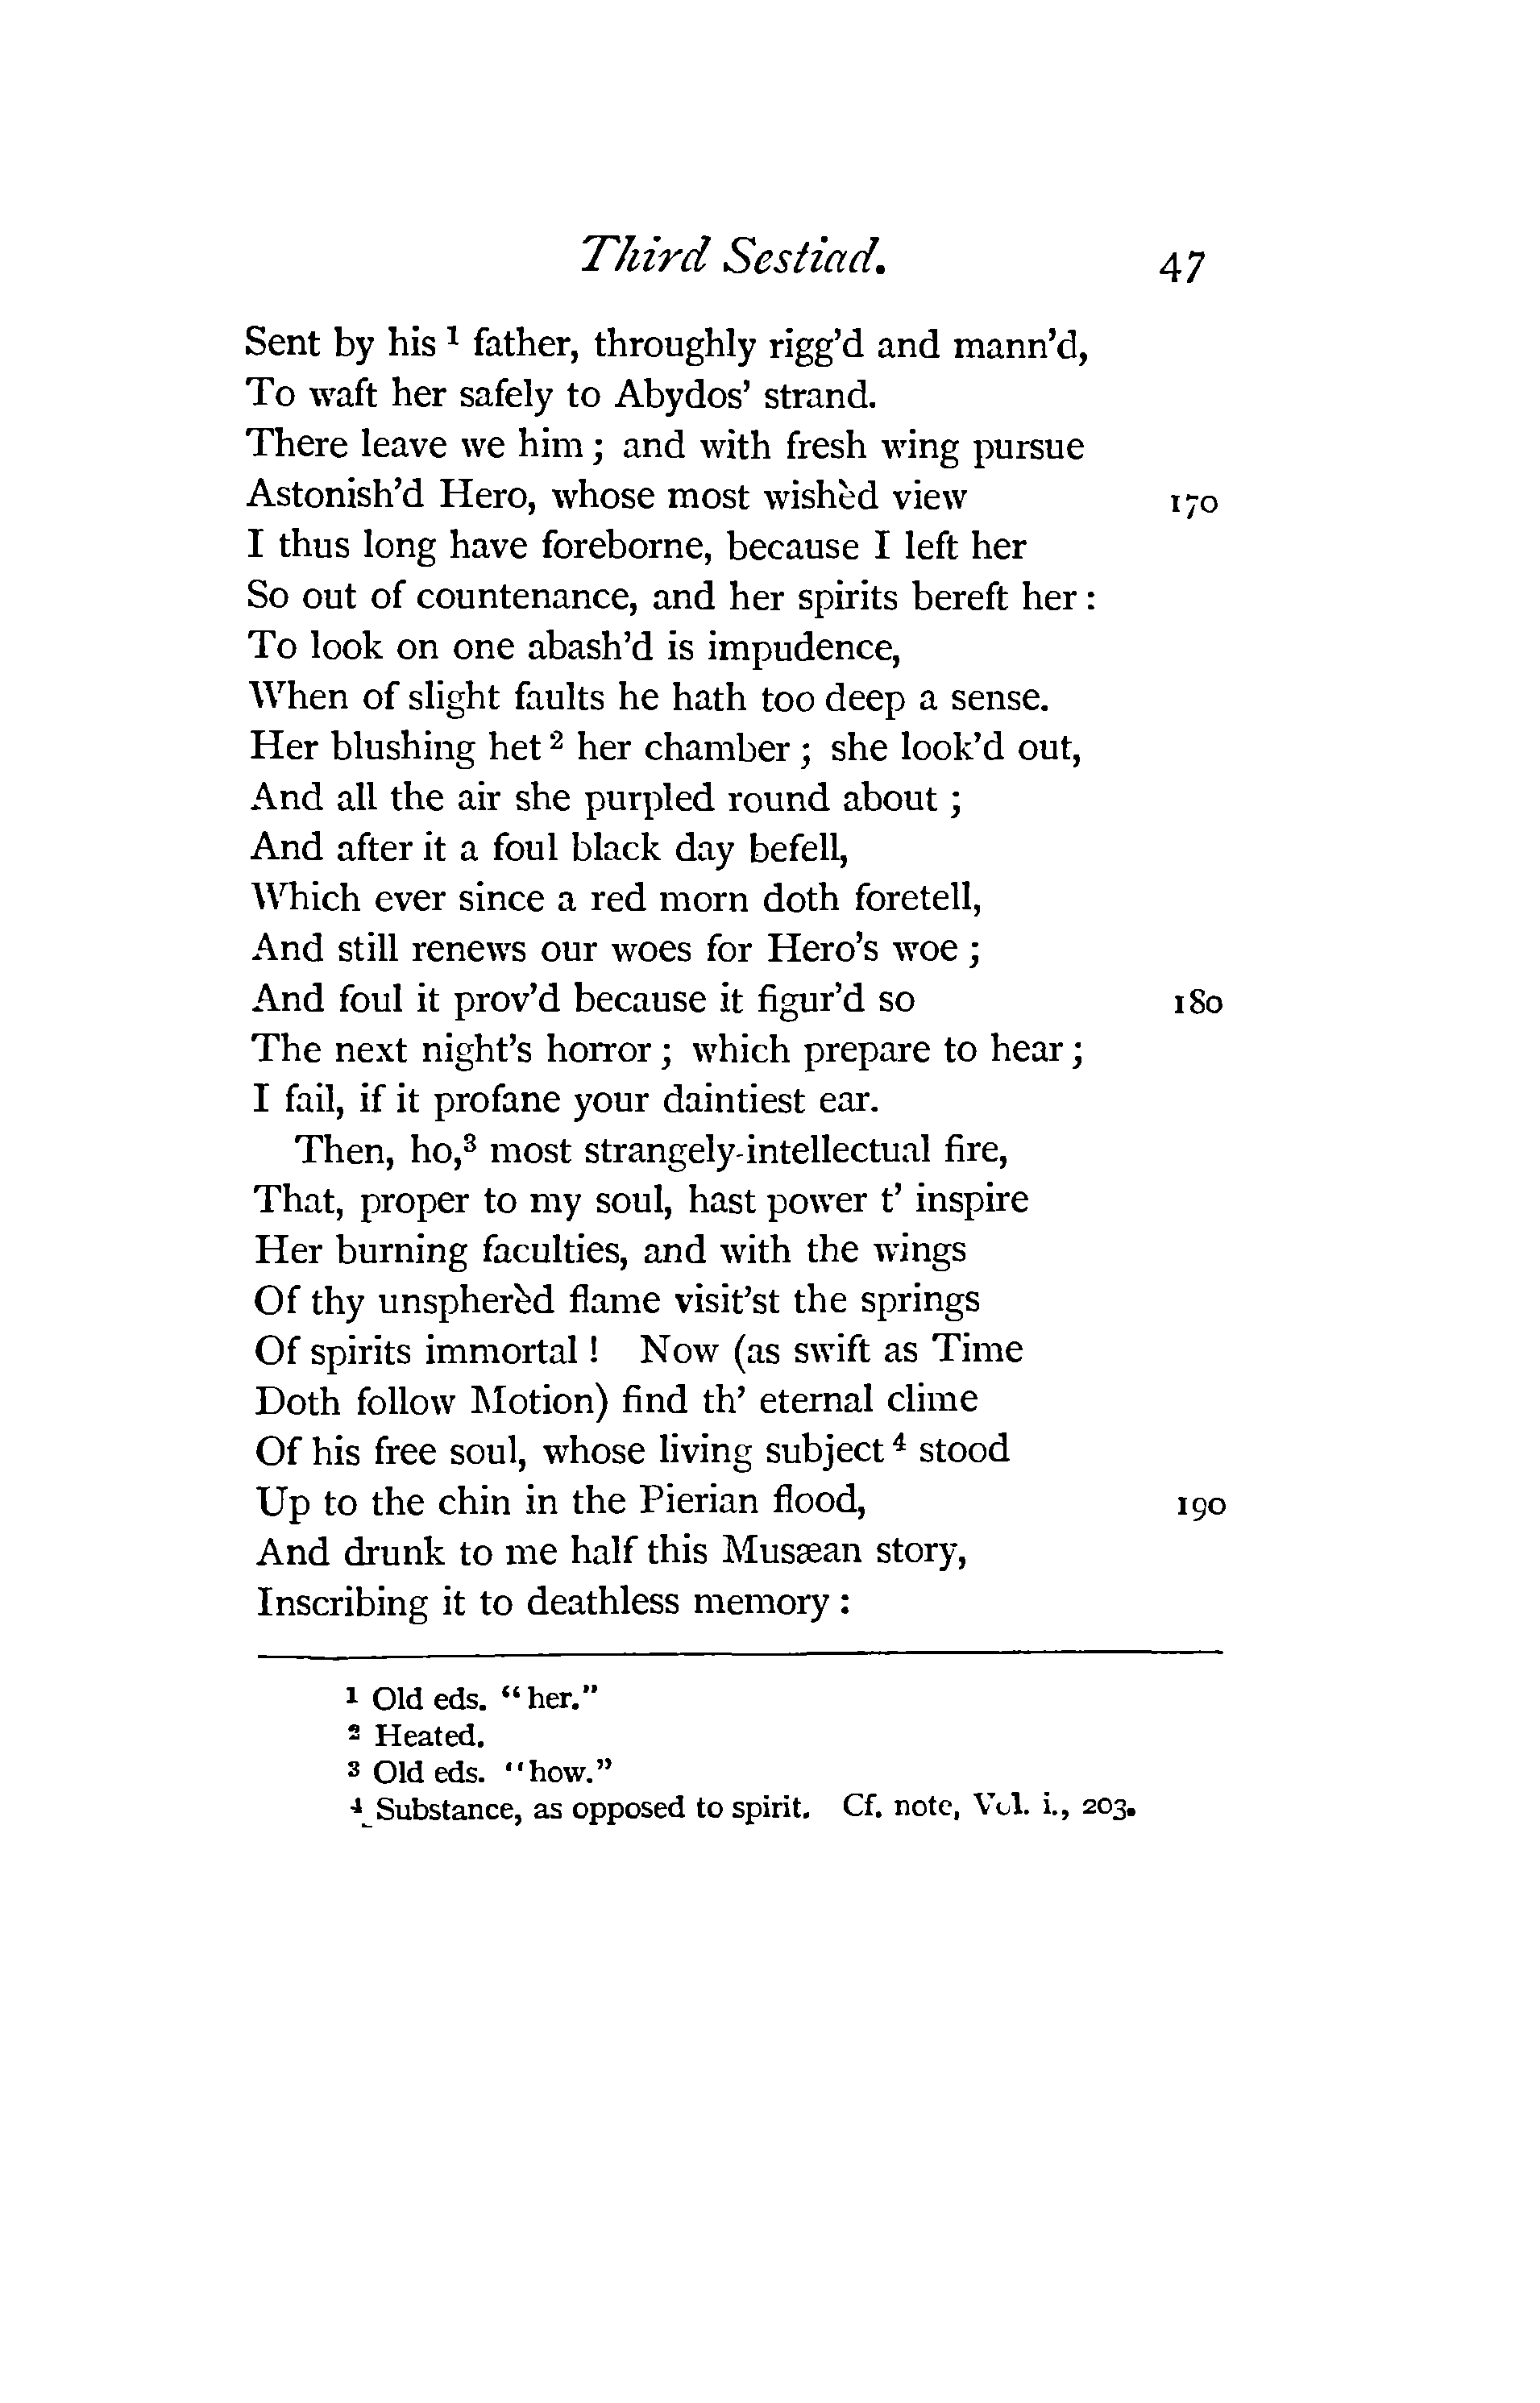 Third Sestiad. 47
Sent by his ¹ father, throughly rigg’d and mann’d,
To waft her safely to Abydos’ strand.
There leave we him ; and with fresh wing pursue
Astonish’d Hero, whose most wishèd view 170
I thus long have foreborne, because I left her
So out of countenance, and her spirits bereft her :
To look on one abash’d is impudence,
When of slight faults he hath too deep a sense.
Her blushing het ² her chamber ; she look’d out,
And all the air she purpled round about ;
And after it a foul black day befell,
Which ever since a red morn doth foretell,
And still renews our woes for Hero’s woe ;
And foul it prov’d because it figur’d so 180
The next night’s horror ; which prepare to hear ;
I fail, if it profane your daintiest ear.
Then, ho,³ most strangely-intellectual fire,
That, proper to my soul, hast power t’ inspire
Her burning faculties, and with the wings
Of thy unspherèd flame visit’st the springs
Of spirits immortal ! Now (as swift as Time
Doth follow Motion) find th’ eternal clime
Of his free soul, whose living subject ⁴ stood
Up to the chin in the Pierian flood, 190
And drunk to me half this Musæan story,
Inscribing it to deathless memory :
¹ Old eds. “her.”
² Heated.
³ Old eds. “how.”
⁴ Substance, as opposed to spirit. Cf. note, Vol. i., 203.